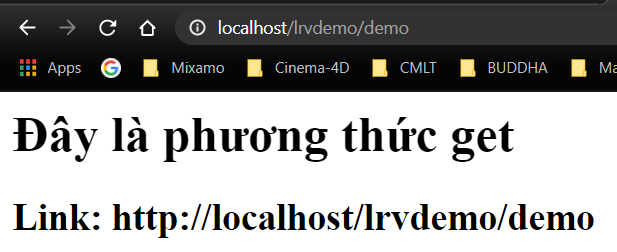 localhost/lrvdemo/demo
Apps Mixamo Cinema-4D CMLT BUDDHA Ma
Đây là phương thức get
Link: http://localhost/lrvdemo/demo